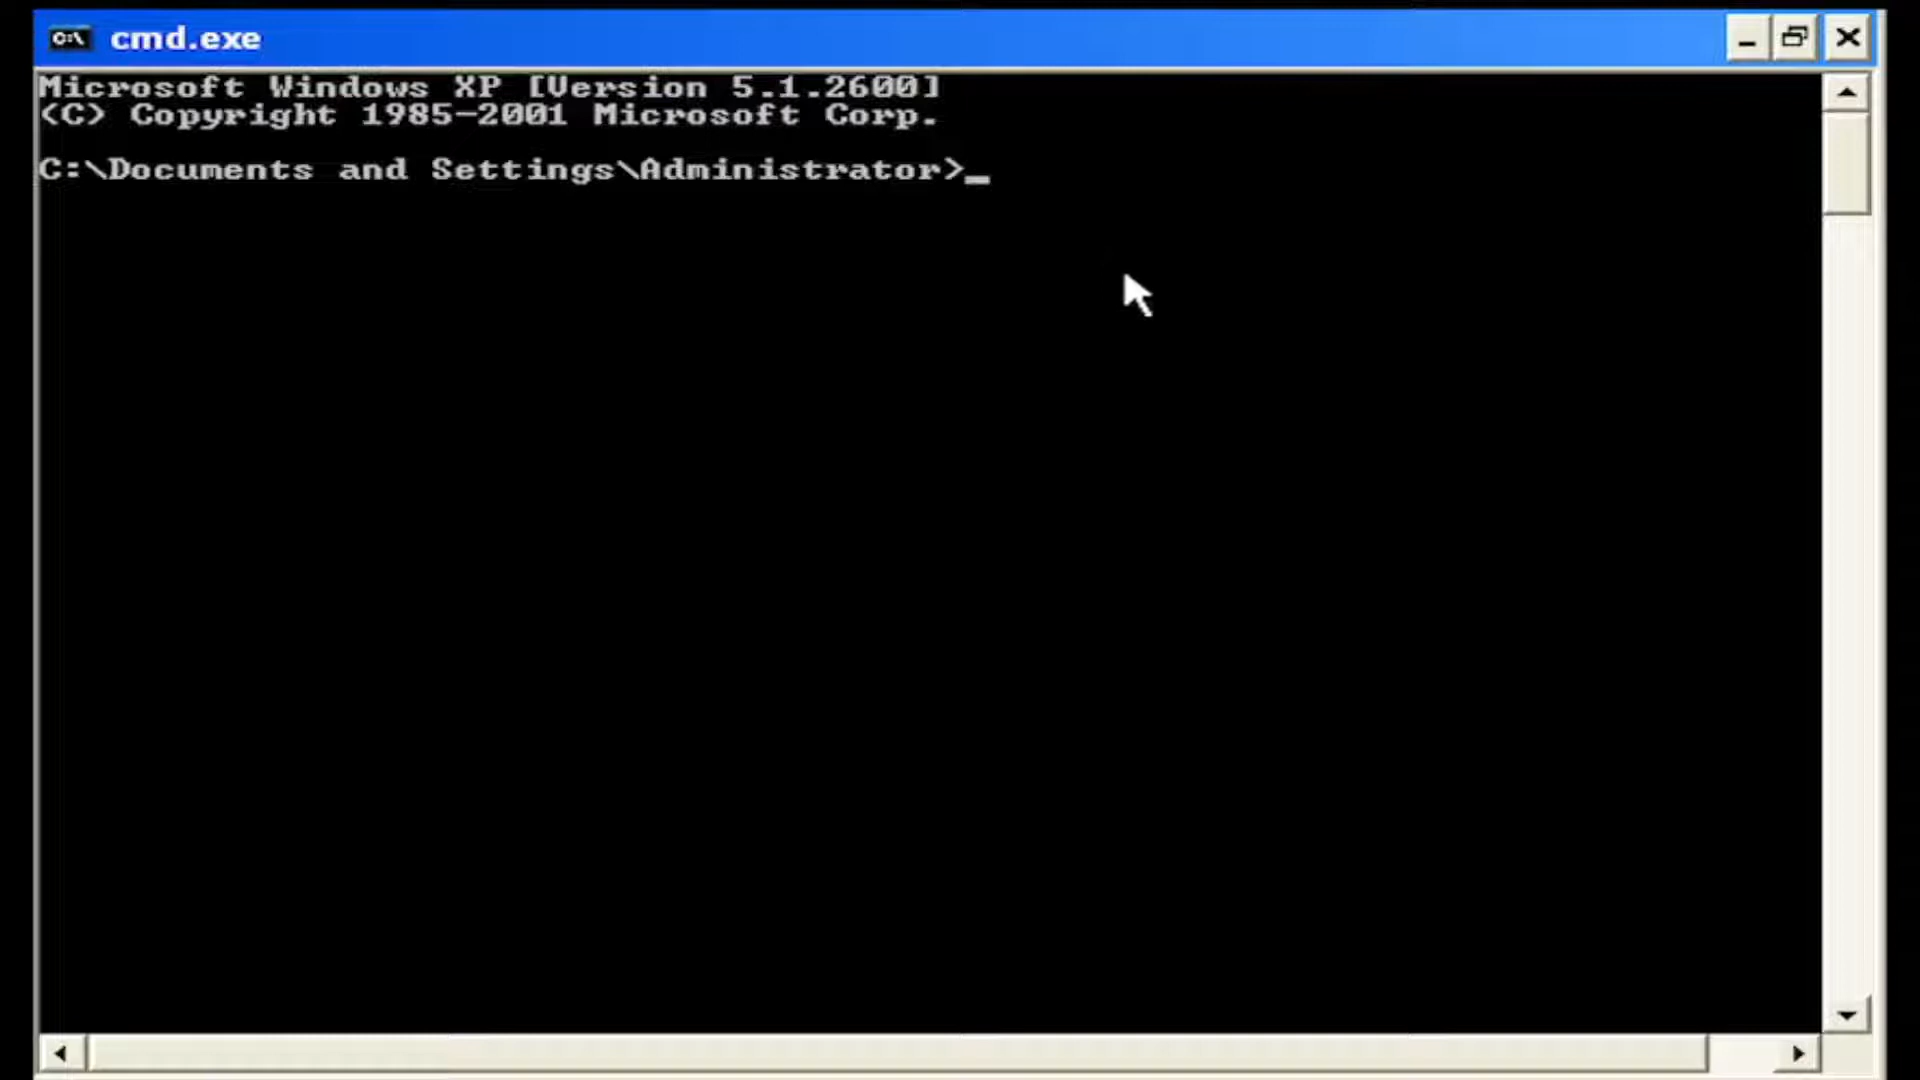 C:\ cmd.exe
Microsoft Windows XP [Version 5.1.2600]
(C) Copyright 1985-2001 Microsoft Corp.
C:\Documents and Settings\Administrator>_